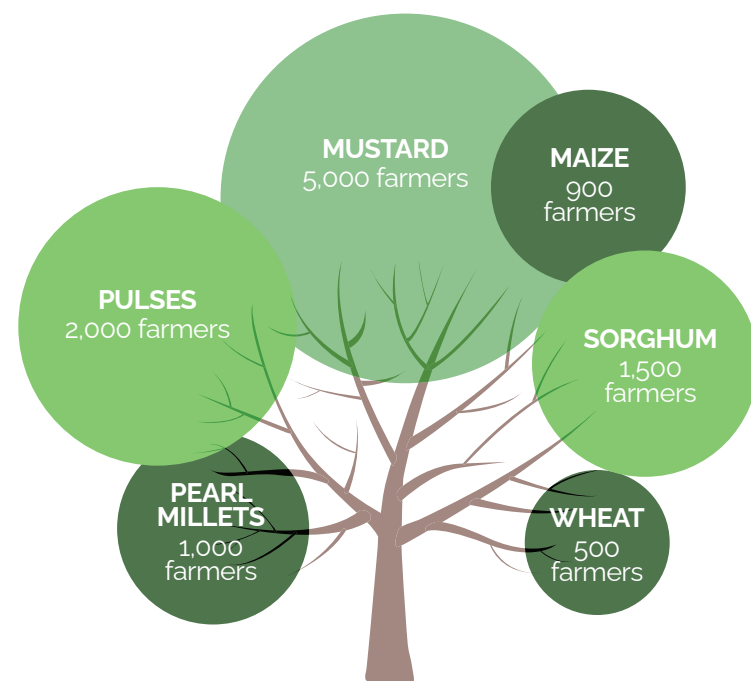 MUSTARD
5,000 farmers
MAIZE
900
farmers
PULSES
2,000 farmers
SORGHUM
1,500
farmers
PEARL
MILLETS
1,000
farmers
WHEAT
500
farmers